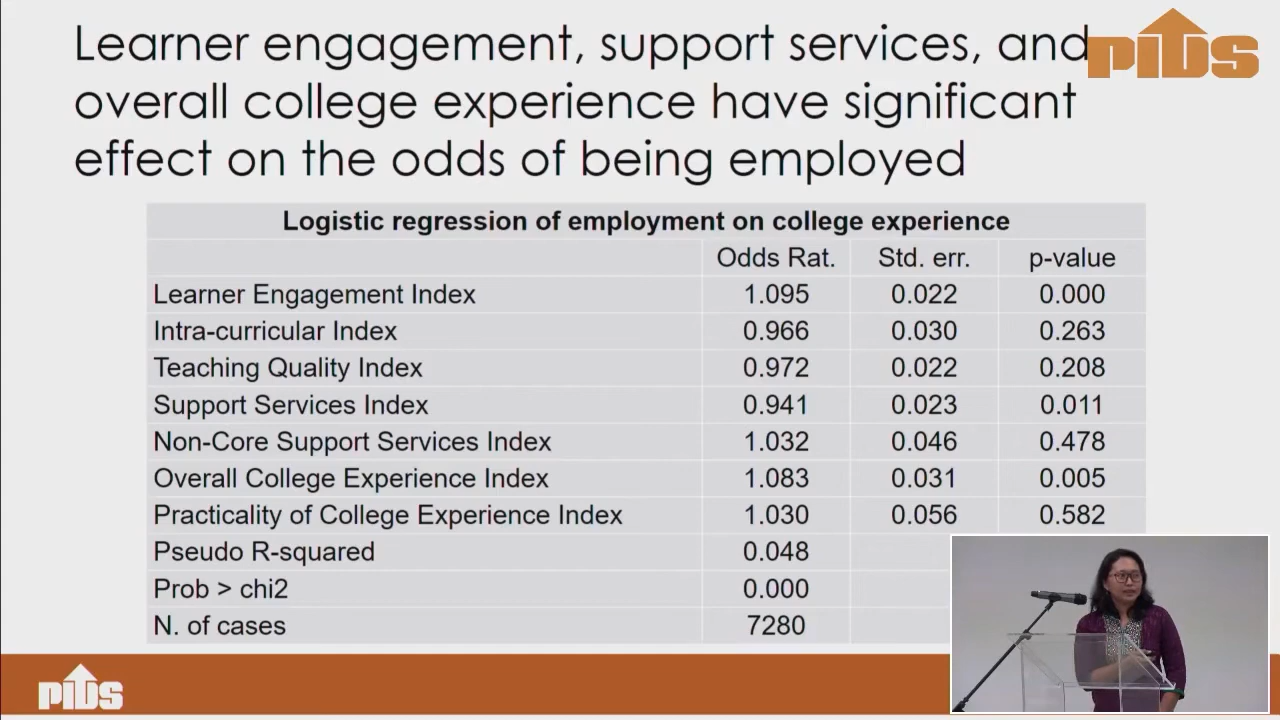 Learner engagement, support services, and
overall college experience have significant
effect on the odds of being employed
PIDS
Logistic regression of employment on college experience
Odds Rat. Std. err. p-value
Learner Engagement Index 1.095 0.022 0.000
Intra-curricular Index 0.966 0.030 0.263
Teaching Quality Index 0.972 0.022 0.208
Support Services Index 0.941 0.023 0.011
Non-Core Support Services Index 1.032 0.046 0.478
Overall College Experience Index 1.083 0.031 0.005
Practicality of College Experience Index 1.030 0.056 0.582
Pseudo R-squared 0.048
Prob > chi2 0.000
N. of cases 7280
PIDS